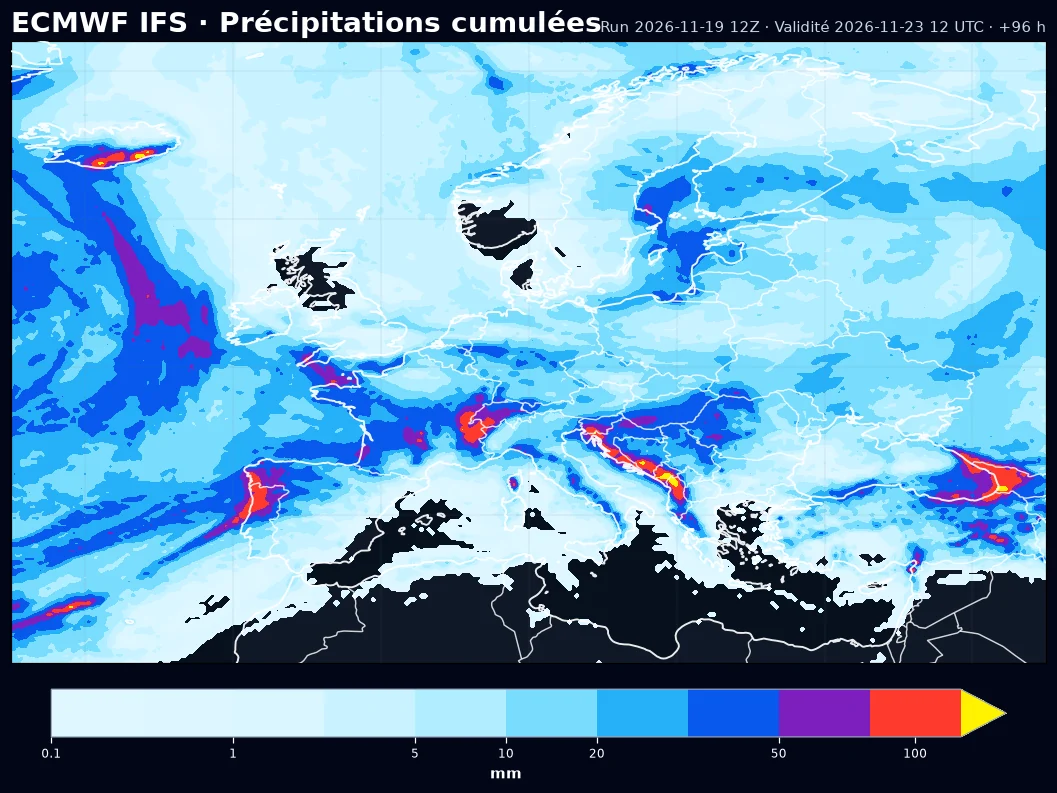 ECMWF IFS · Précipitations cumulées
Run 2026-11-19 12Z · Validité 2026-11-23 12 UTC · +96 h
0.1 1 5 10 20 50 100
mm